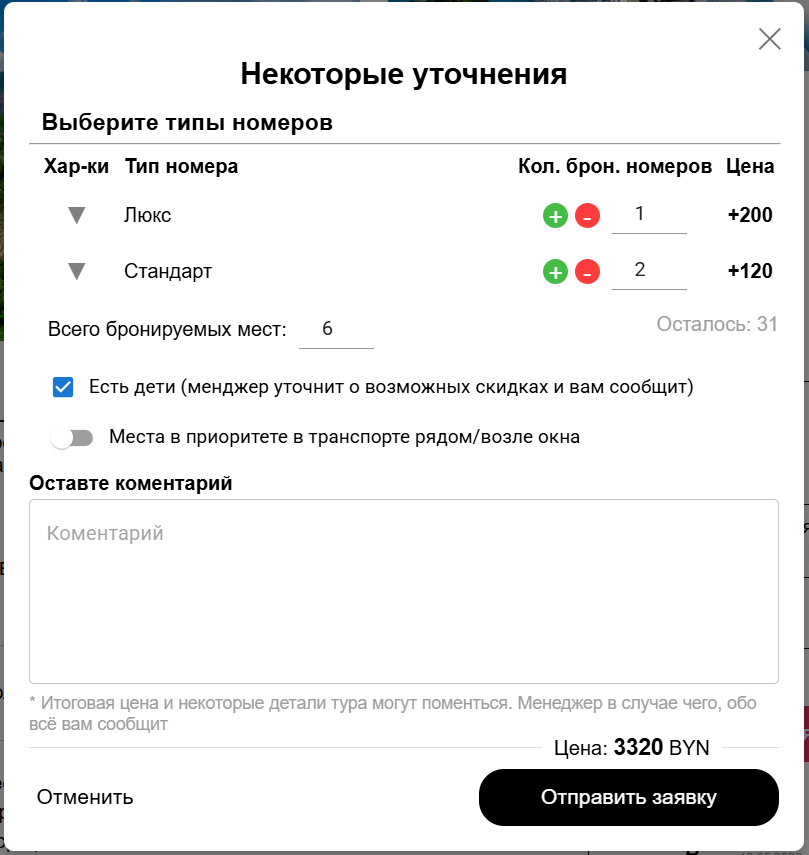 Некоторые уточнения
Выберите типы номеров
Хар-ки Тип номера Кол. брон. номеров Цена
▼ Люкс + - 1 +200
▼ Стандарт + - 2 +120
Всего бронируемых мест: 6 Осталось: 31
Есть дети (менджер уточнит о возможных скидках и вам сообщит)
Места в приоритете в транспорте рядом/возле окна
Оставте коментарий
Коментарий
* Итоговая цена и некоторые детали тура могут поменться. Менеджер в случае чего, обо
всё вам сообщит
Цена: 3320 BYN
Отменить Отправить заявку